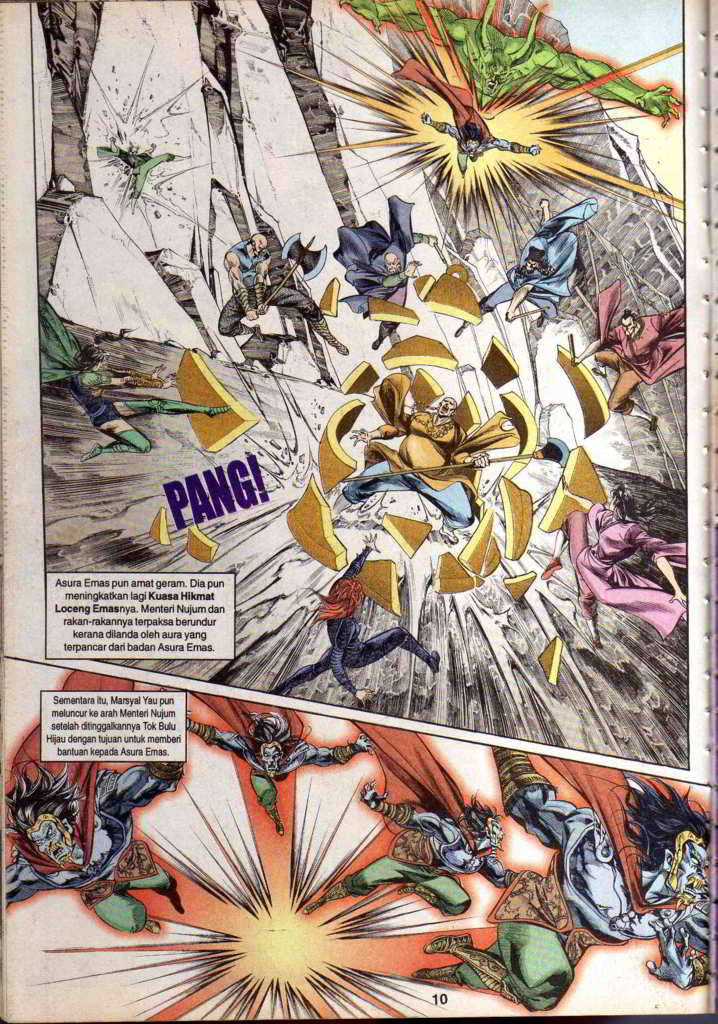 PANG!
Asura Emas pun amat geram. Dia pun
meningkatkan lagi Kuasa Hikmat
Loceng Emasnya. Menteri Nujum dan
rakan-rakannya terpaksa berundur
kerana dilanda oleh aura yang
terpancar dari badan Asura Emas.
Sementara itu, Marsyal Yau pun
meluncur ke arah Menteri Nujum
setelah ditinggalkannya Tok Bulu
Hijau dengan tujuan untuk memberi
bantuan kepada Asura Emas.
10